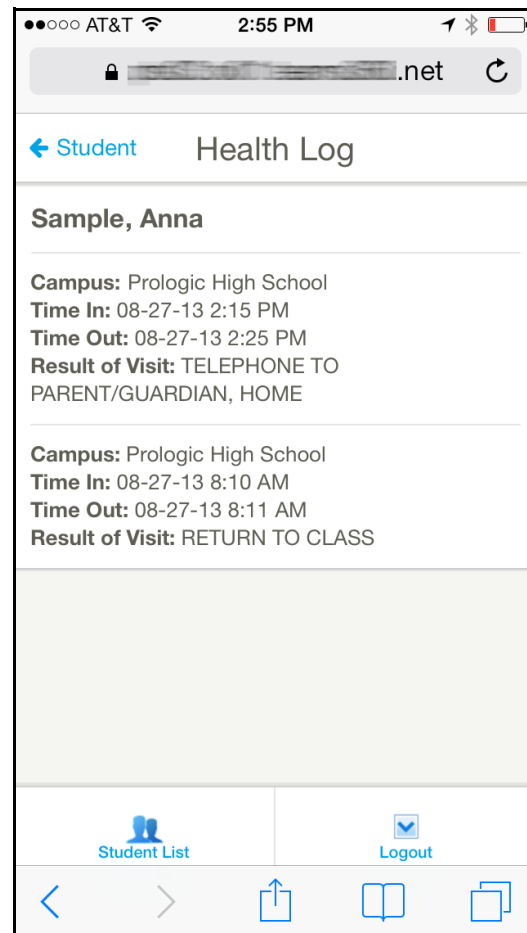 AT&T 2:55 PM
.net
Student Health Log
Sample, Anna
Campus: Prologic High School
Time In: 08-27-13 2:15 PM
Time Out: 08-27-13 2:25 PM
Result of Visit: TELEPHONE TO
PARENT/GUARDIAN, HOME
Campus: Prologic High School
Time In: 08-27-13 8:10 AM
Time Out: 08-27-13 8:11 AM
Result of Visit: RETURN TO CLASS
Student List Logout